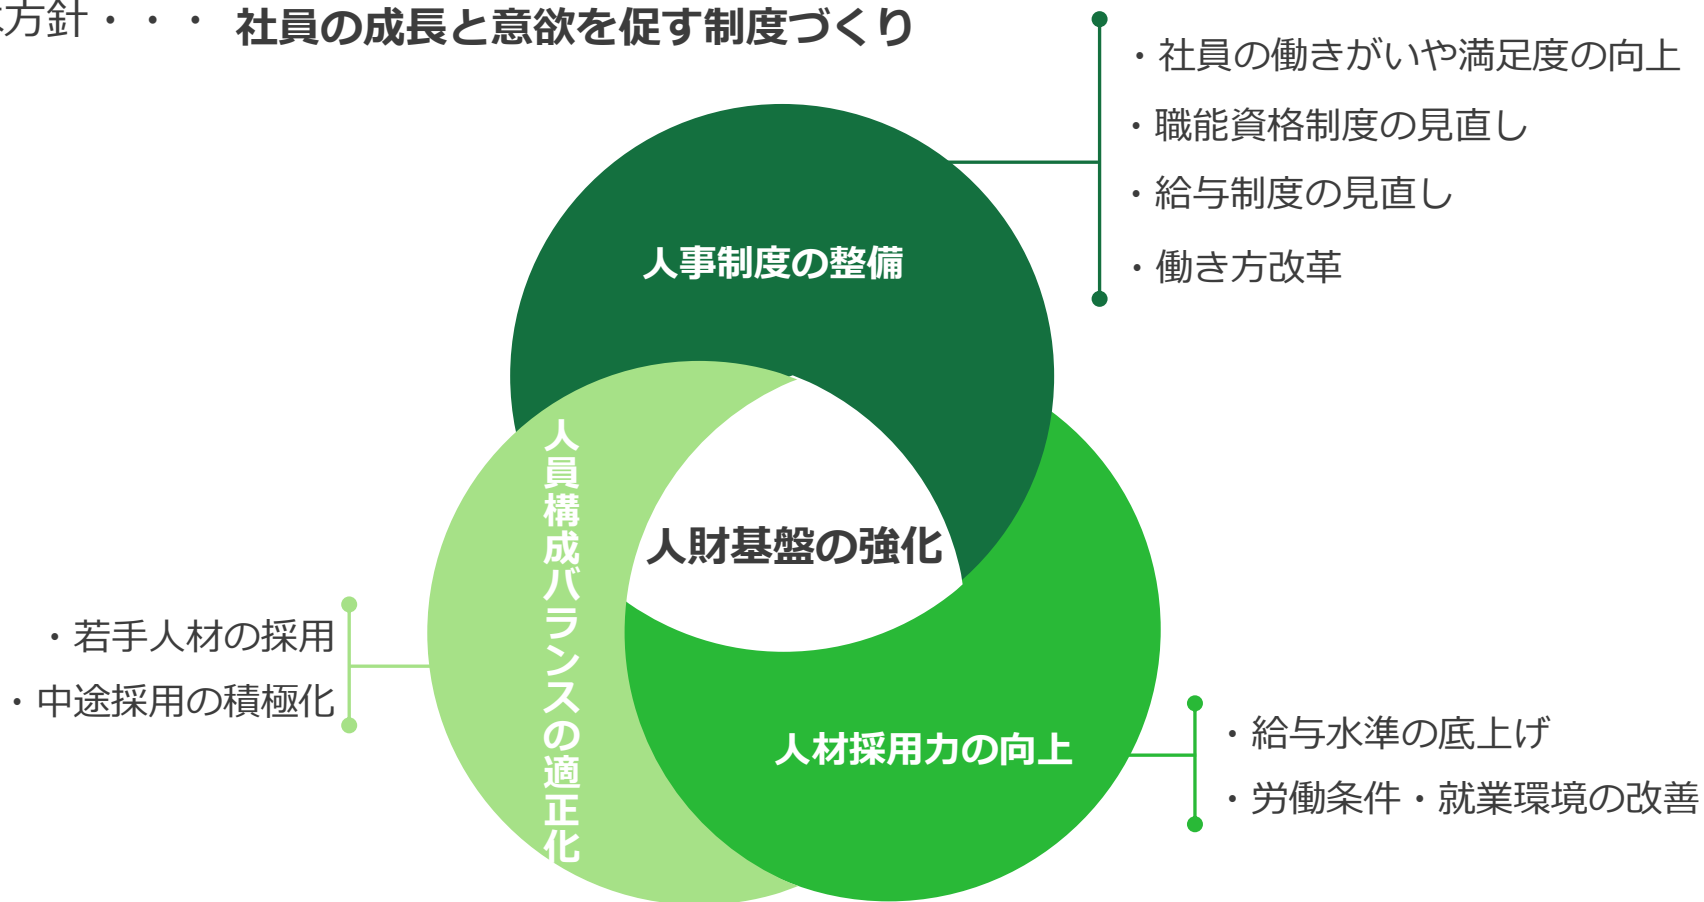 方針・・・ 社員の成長と意欲を促す制度づくり
・社員の働きがいや満足度の向上
・職能資格制度の見直し
・給与制度の見直し
・働き方改革
人事制度の整備
人員構成バランスの適正化
人財基盤の強化
・若手人材の採用
・中途採用の積極化
人材採用力の向上
・給与水準の底上げ
・労働条件・就業環境の改善